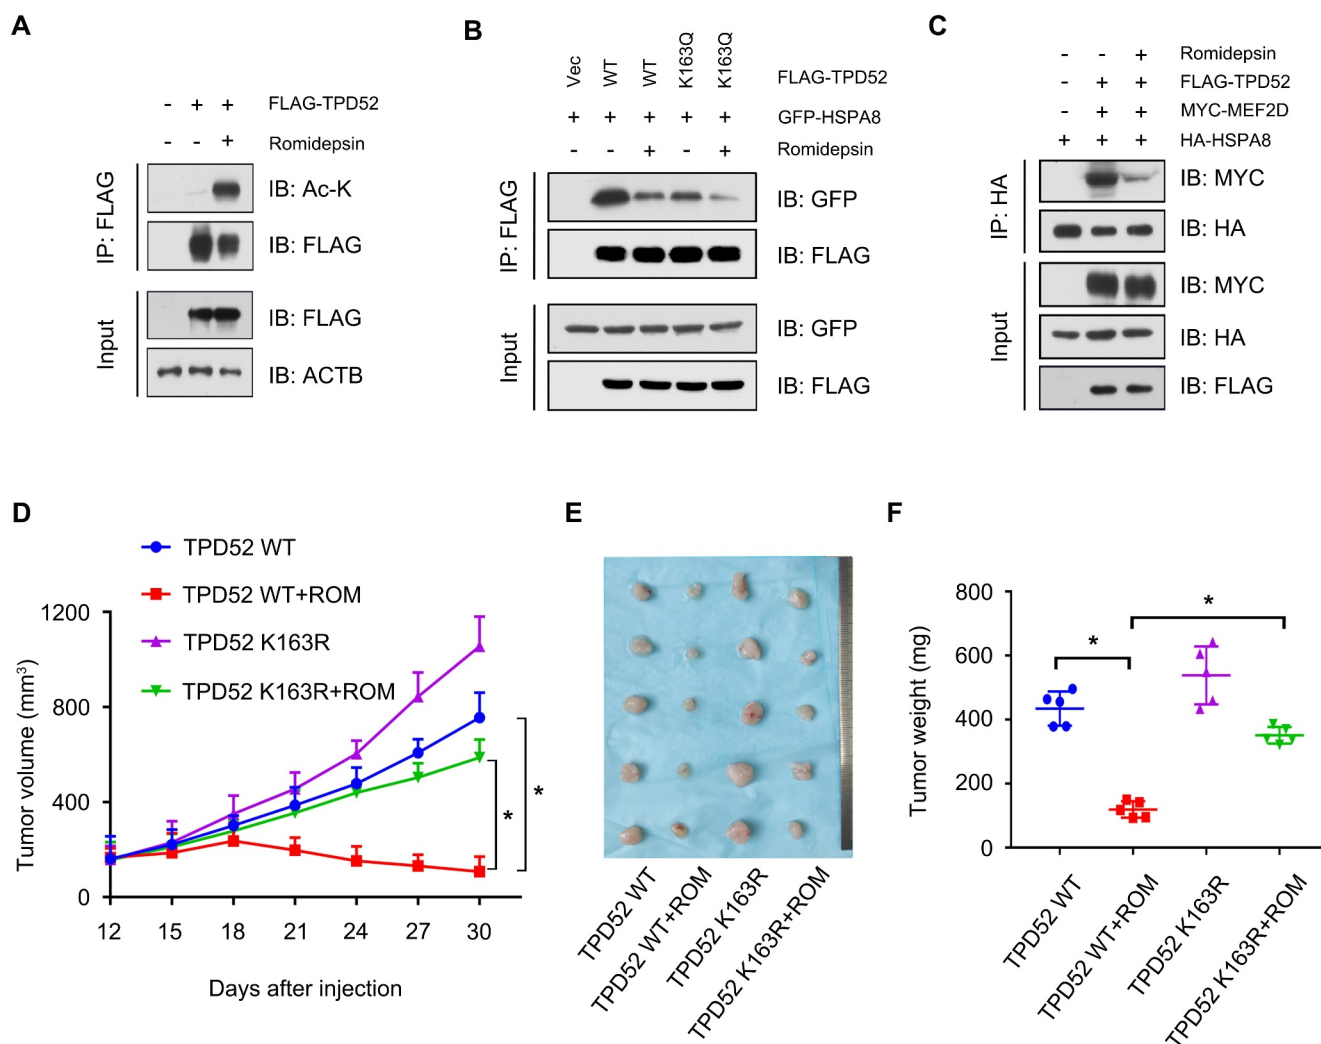 A
- + + FLAG-TPD52
- - + Romidepsin
IP: FLAG
IB: Ac-K
IB: FLAG
Input
IB: FLAG
IB: ACTB
B
Vec WT WT K163Q K163Q FLAG-TPD52
+ + + + + GFP-HSPA8
- - + - + Romidepsin
IP: FLAG
IB: GFP
IB: FLAG
Input
IB: GFP
IB: FLAG
C
- - + Romidepsin
- + + FLAG-TPD52
- + + MYC-MEF2D
+ + + HA-HSPA8
IP: HA
IB: MYC
IB: HA
Input
IB: MYC
IB: HA
IB: FLAG
D
TPD52 WT
TPD52 WT+ROM
TPD52 K163R
TPD52 K163R+ROM
Tumor volume (mm³)
1200
800
400
0
* *
12 15 18 21 24 27 30
Days after injection
E
TPD52 WT
TPD52 WT+ROM
TPD52 K163R
TPD52 K163R+ROM
F
Tumor weight (mg)
800
600
400
200
0
* *
TPD52 WT
TPD52 WT+ROM
TPD52 K163R
TPD52 K163R+ROM